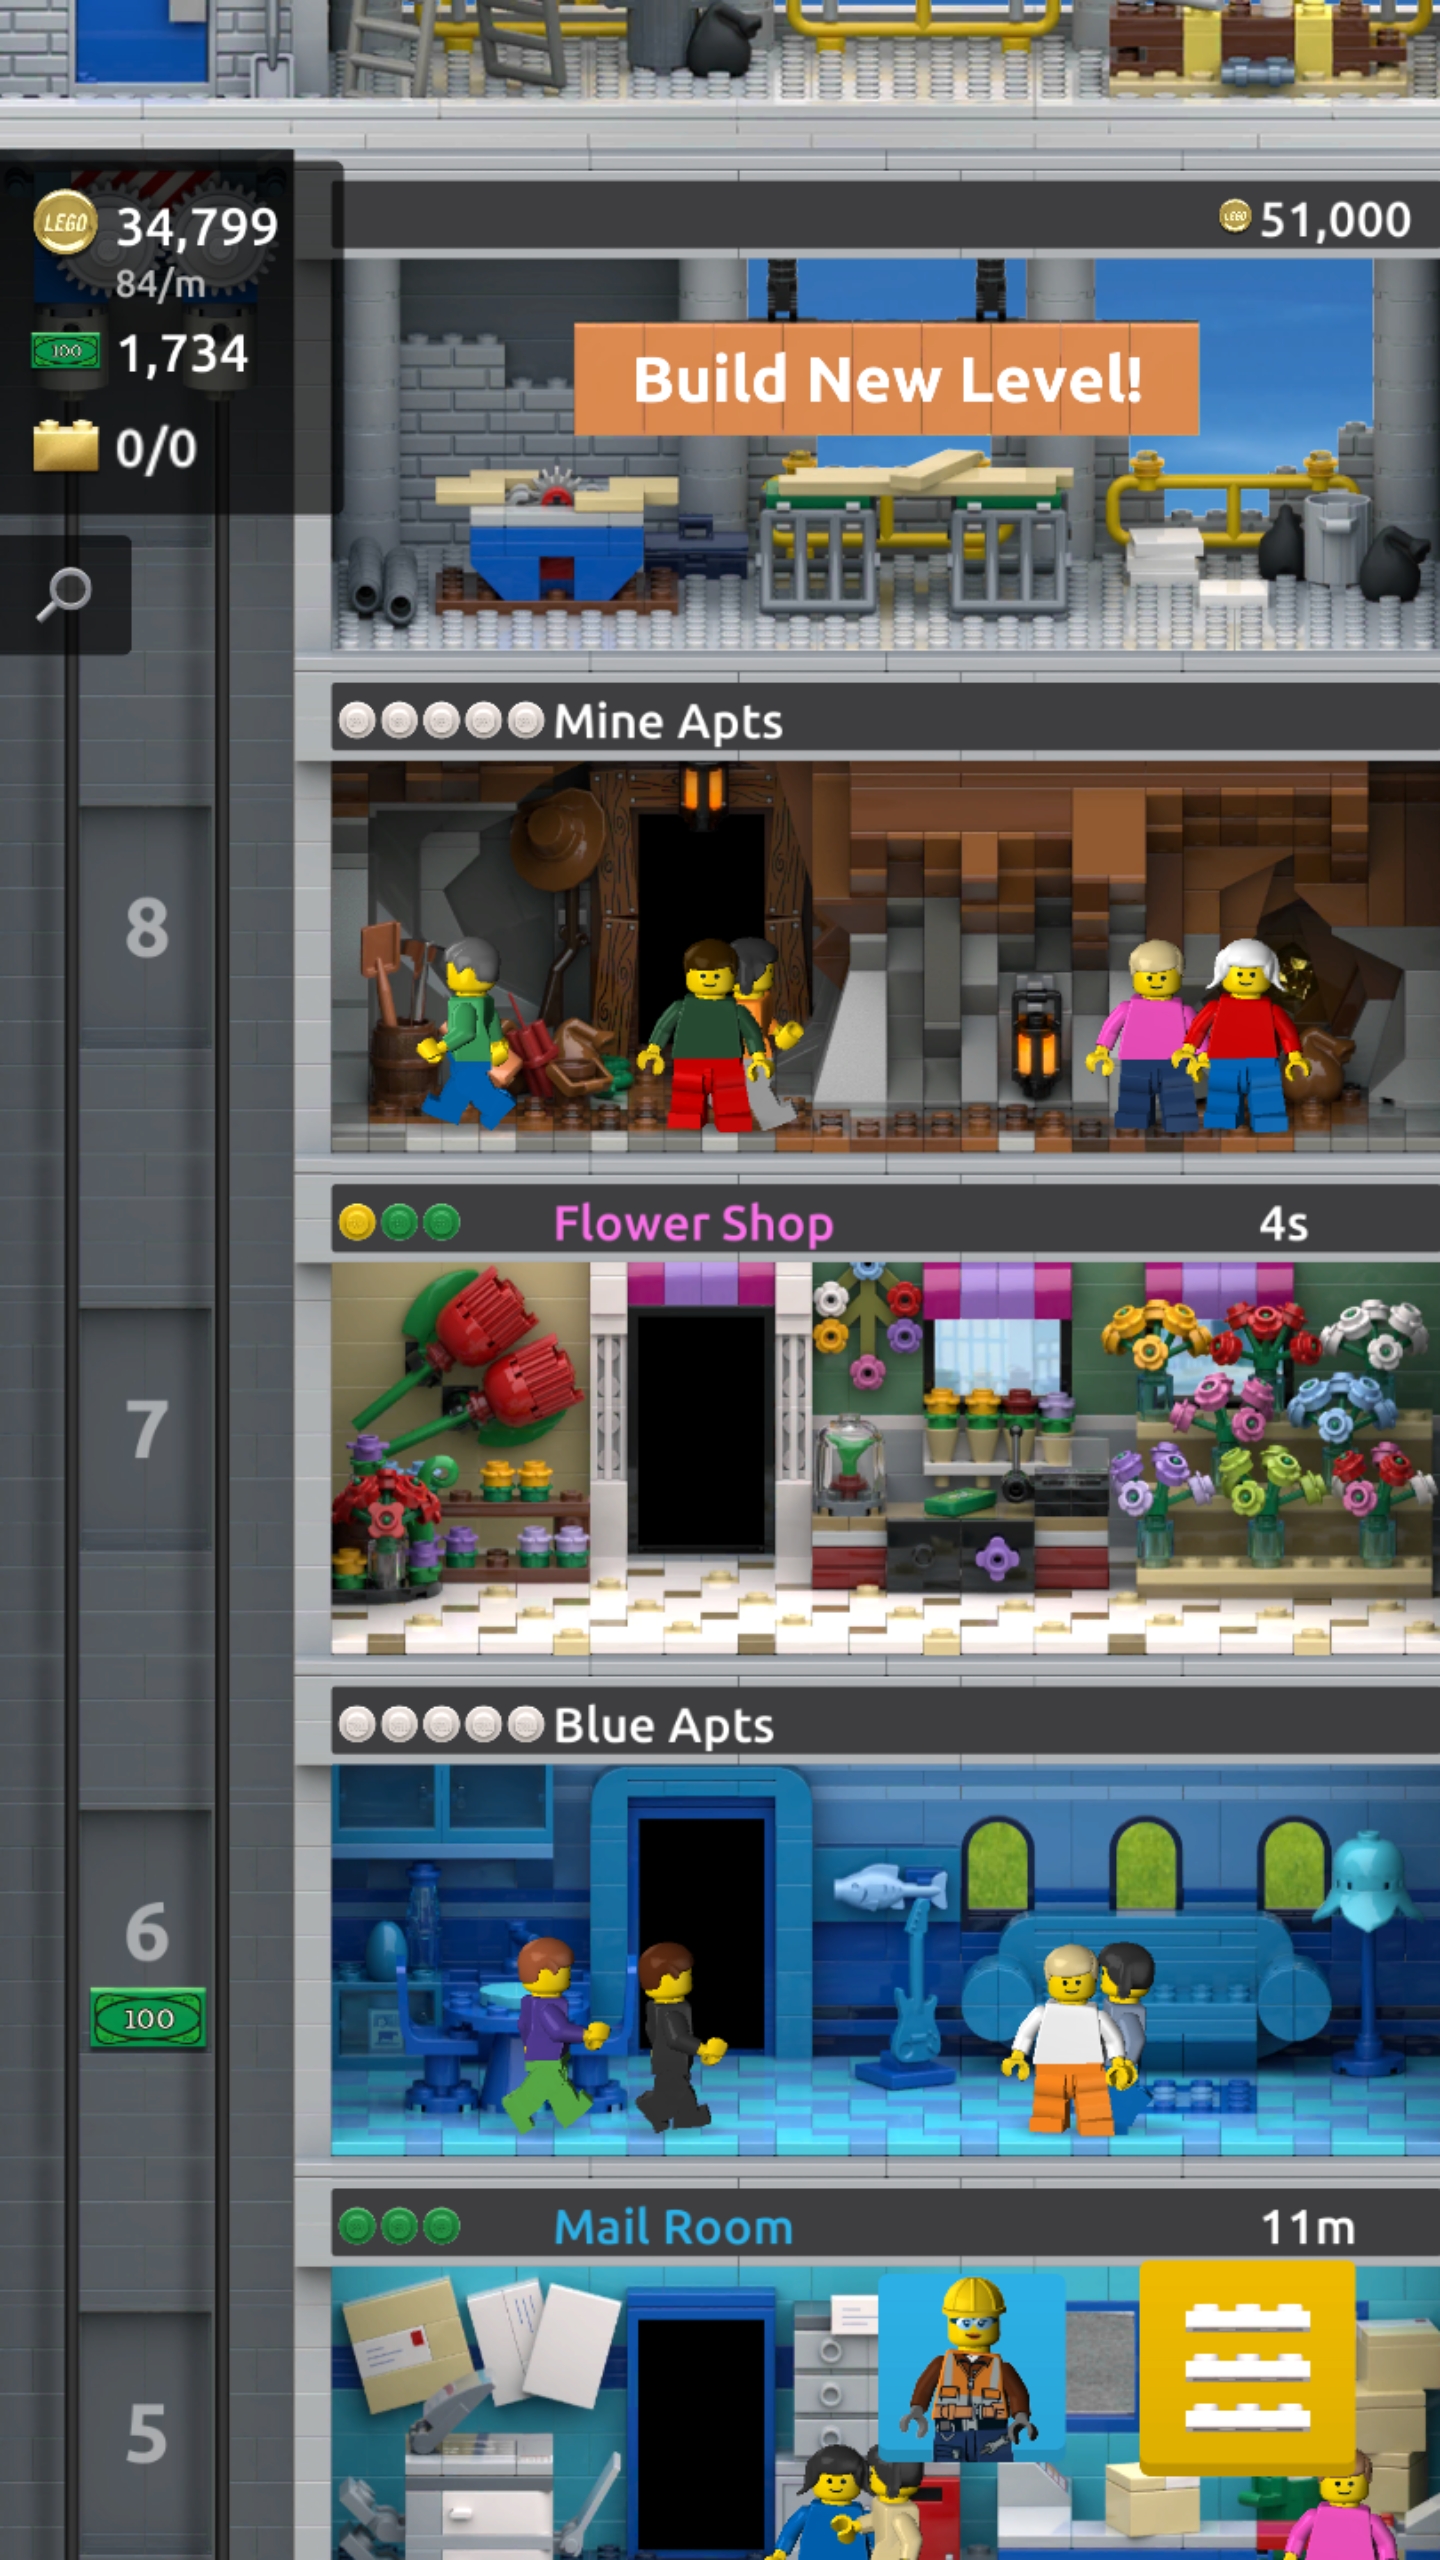 LEGO 34,799
LEGO 51,000
84/m
100 1,734
Build New Level!
0/0
Mine Apts
8
Flower Shop 4s
7
Blue Apts
6
100
Mail Room 11m
5